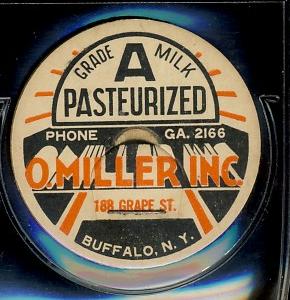 GRADE A MILK
PASTEURIZED
PHONE GA. 2166
O.MILLER INC.
188 GRAPE ST.
BUFFALO, N. Y.